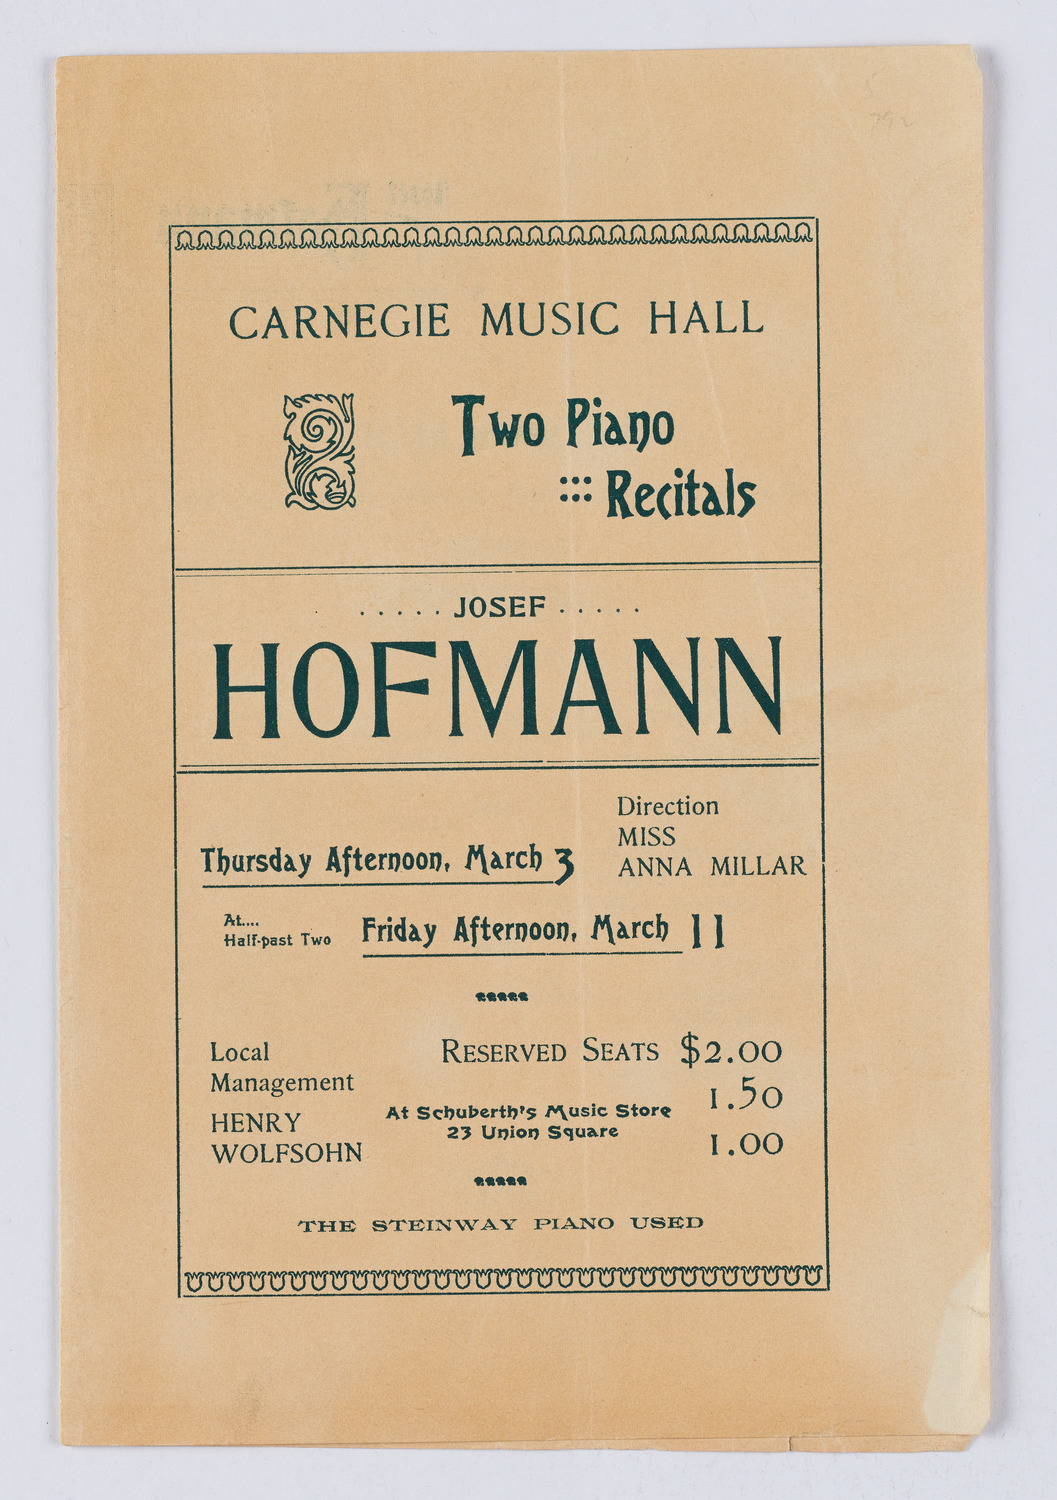 CARNEGIE MUSIC HALL
Two Piano
Recitals
JOSEF
HOFMANN
Direction
MISS
ANNA MILLAR
Thursday Afternoon, March 3
At....
Half-past Two
Friday Afternoon, March 11
Local
Management
HENRY
WOLFSOHN
RESERVED SEATS $2.00
1.50
1.00
At Schuberth's Music Store
23 Union Square
THE STEINWAY PIANO USED